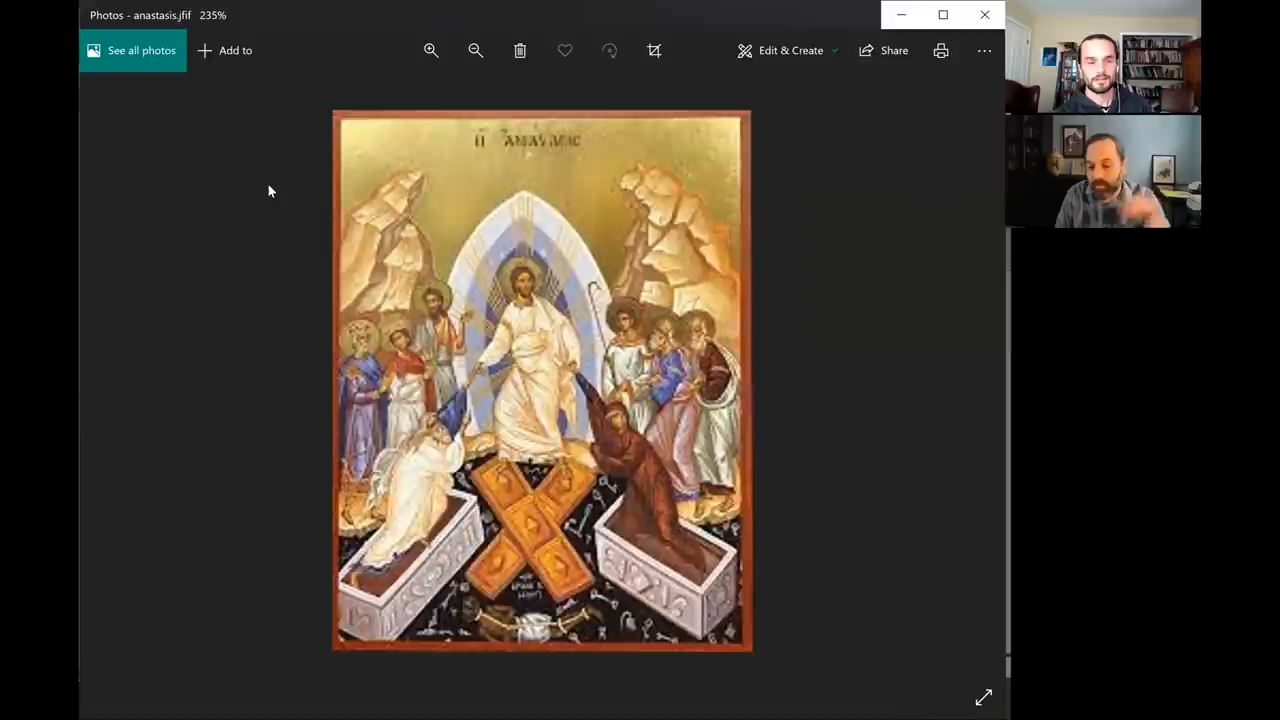 Photos - anastasis.jfif 235%
See all photos
Add to
Edit & Create
Share